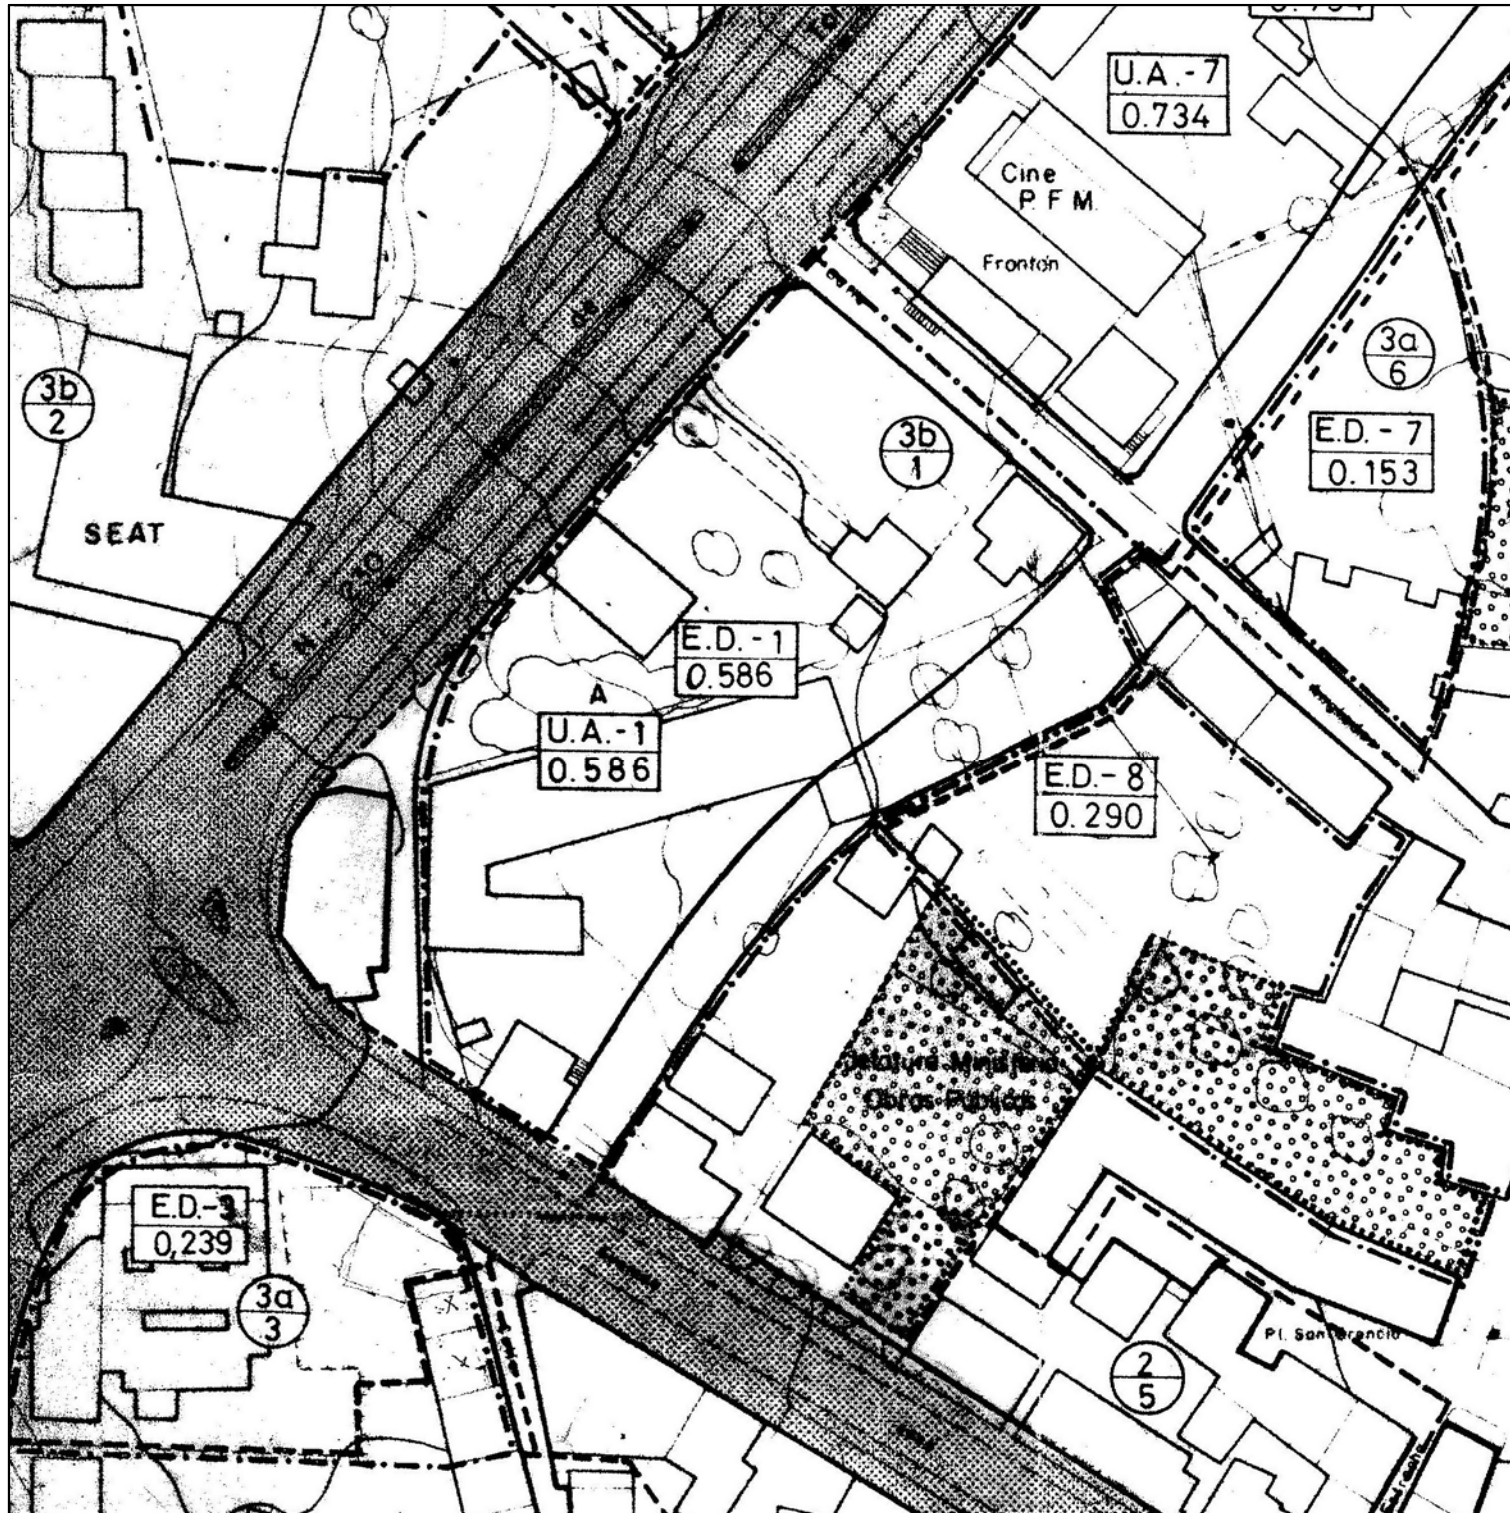 U.A.-7
0.734
Cine
P F M.
Frontón
3a
6
3b
2
E.D.-7
0.153
3b
1
SEAT
E.D.-1
0.586
A
U.A.-1
0.586
E.D.-8
0.290
Obras Públicas
E.D.-3
0,239
3a
3
2
5